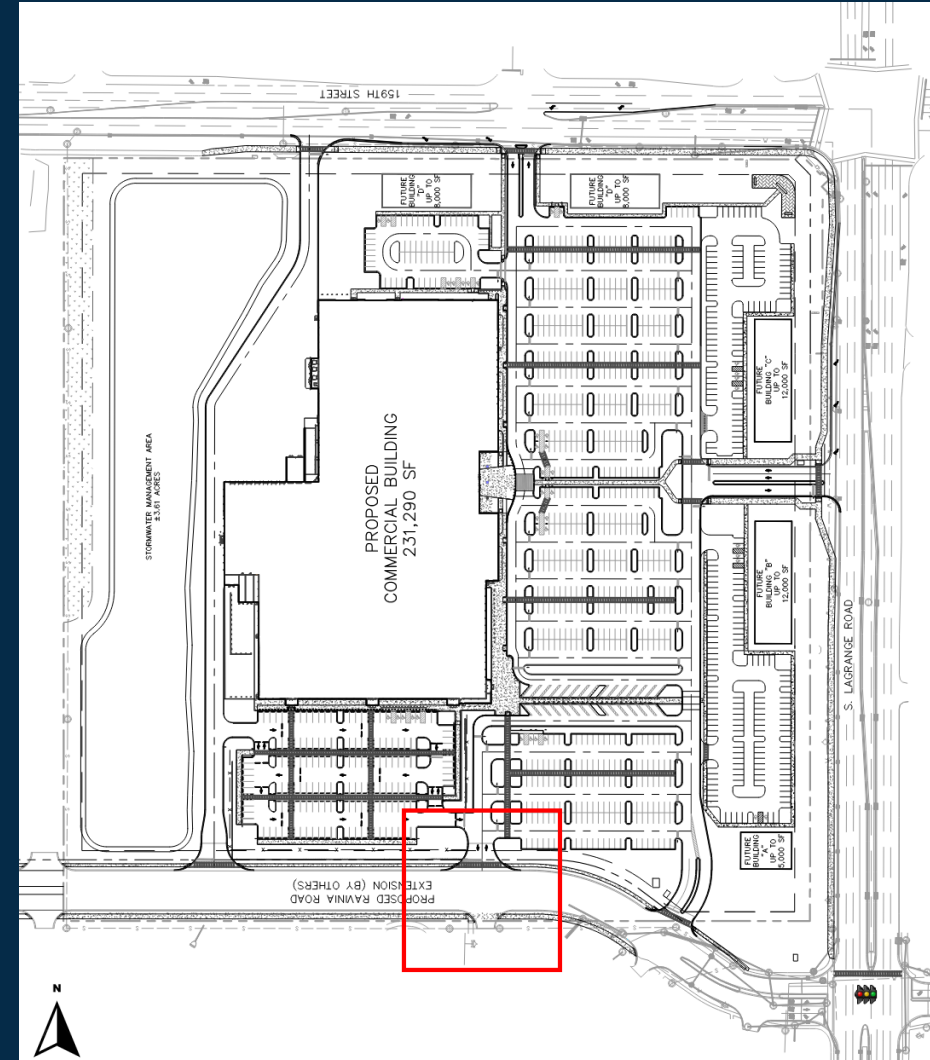 159TH STREET
FUTURE
BUILDING
"D"
UP TO
8,000 SF
FUTURE
BUILDING
"D"
UP TO
8,000 SF
FUTURE
BUILDING "C"
UP TO
12,000 SF
STORMWATER MANAGEMENT AREA
±3.61 ACRES
PROPOSED
COMMERCIAL BUILDING
231,290 SF
FUTURE
BUILDING "B"
UP TO
12,000 SF
S. LAGRANGE ROAD
FUTURE
BUILDING
"A"
UP TO
5,000 SF
PROPOSED RAVINIA ROAD
EXTENSION (BY OTHERS)
N